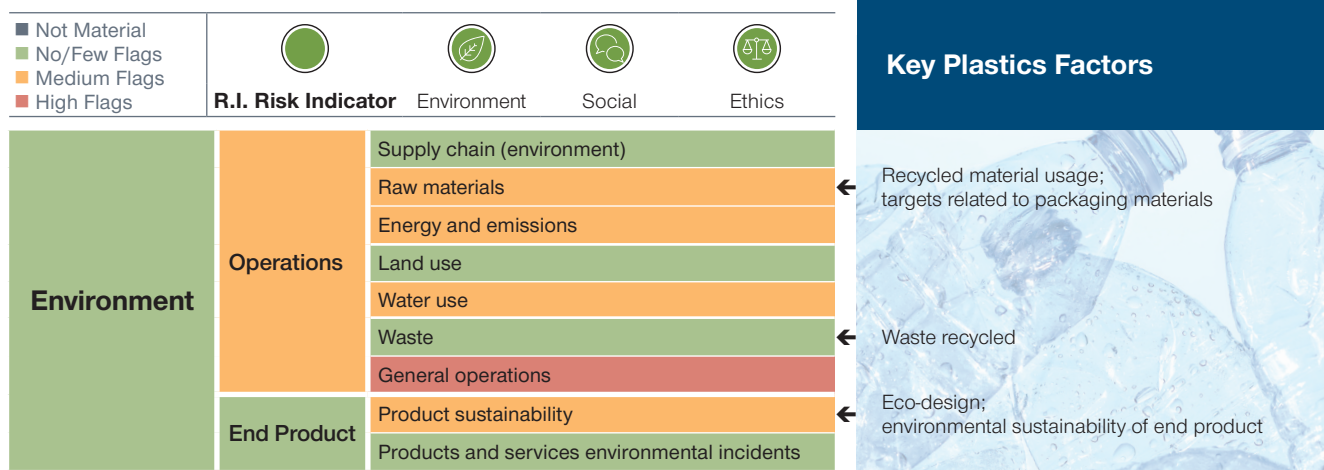 Not Material
No/Few Flags
Medium Flags
High Flags
R.I. Risk Indicator
Environment
Social
Ethics
Key Plastics Factors
Environment
Operations
Supply chain (environment)
Raw materials
Energy and emissions
Land use
Water use
Waste
General operations
End Product
Product sustainability
Products and services environmental incidents
Recycled material usage;
targets related to packaging materials
Waste recycled
Eco-design;
environmental sustainability of end product